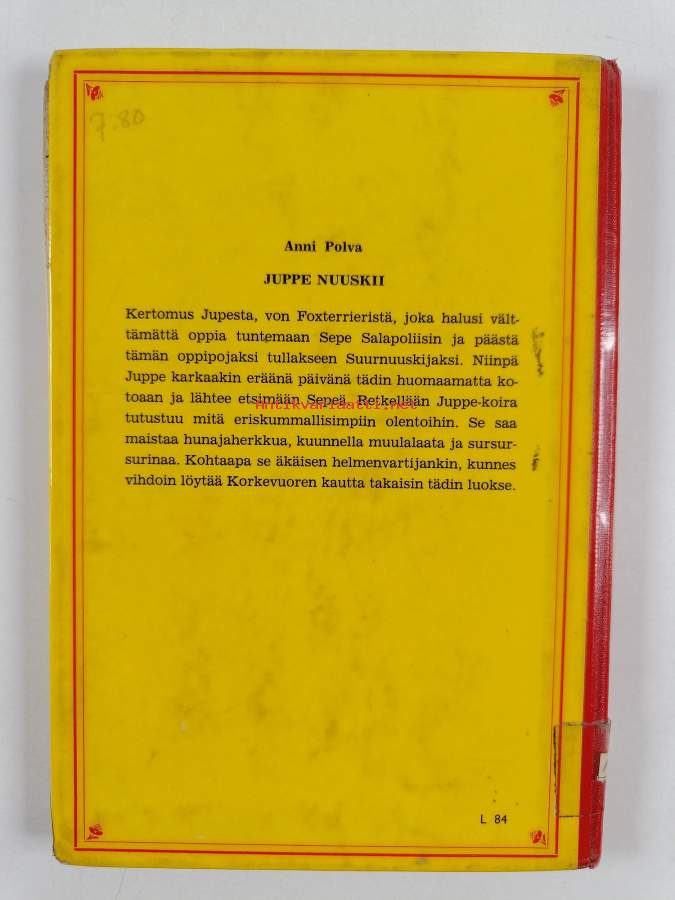 7.80
Anni Polva
JUPPE NUUSKII
Kertomus Jupesta, von Foxterrieristä, joka halusi vält-
tämättä oppia tuntemaan Sepe Salapoliisin ja päästä
tämän oppipojaksi tullakseen Suurnuuskijaksi. Niinpä
Juppe karkaakin eräänä päivänä tädin huomaamatta ko-
toaan ja lähtee etsimään Sepeä. Retkellään Juppe-koira
Antikvariaatti.net
tutustuu mitä eriskummallisimpiin olentoihin. Se saa
maistaa hunajaherkkua, kuunnella muulalaata ja sursur-
surinaa. Kohtaapa se äkäisen helmenvartijankin, kunnes
vihdoin löytää Korkevuoren kautta takaisin tädin luokse.
L 84